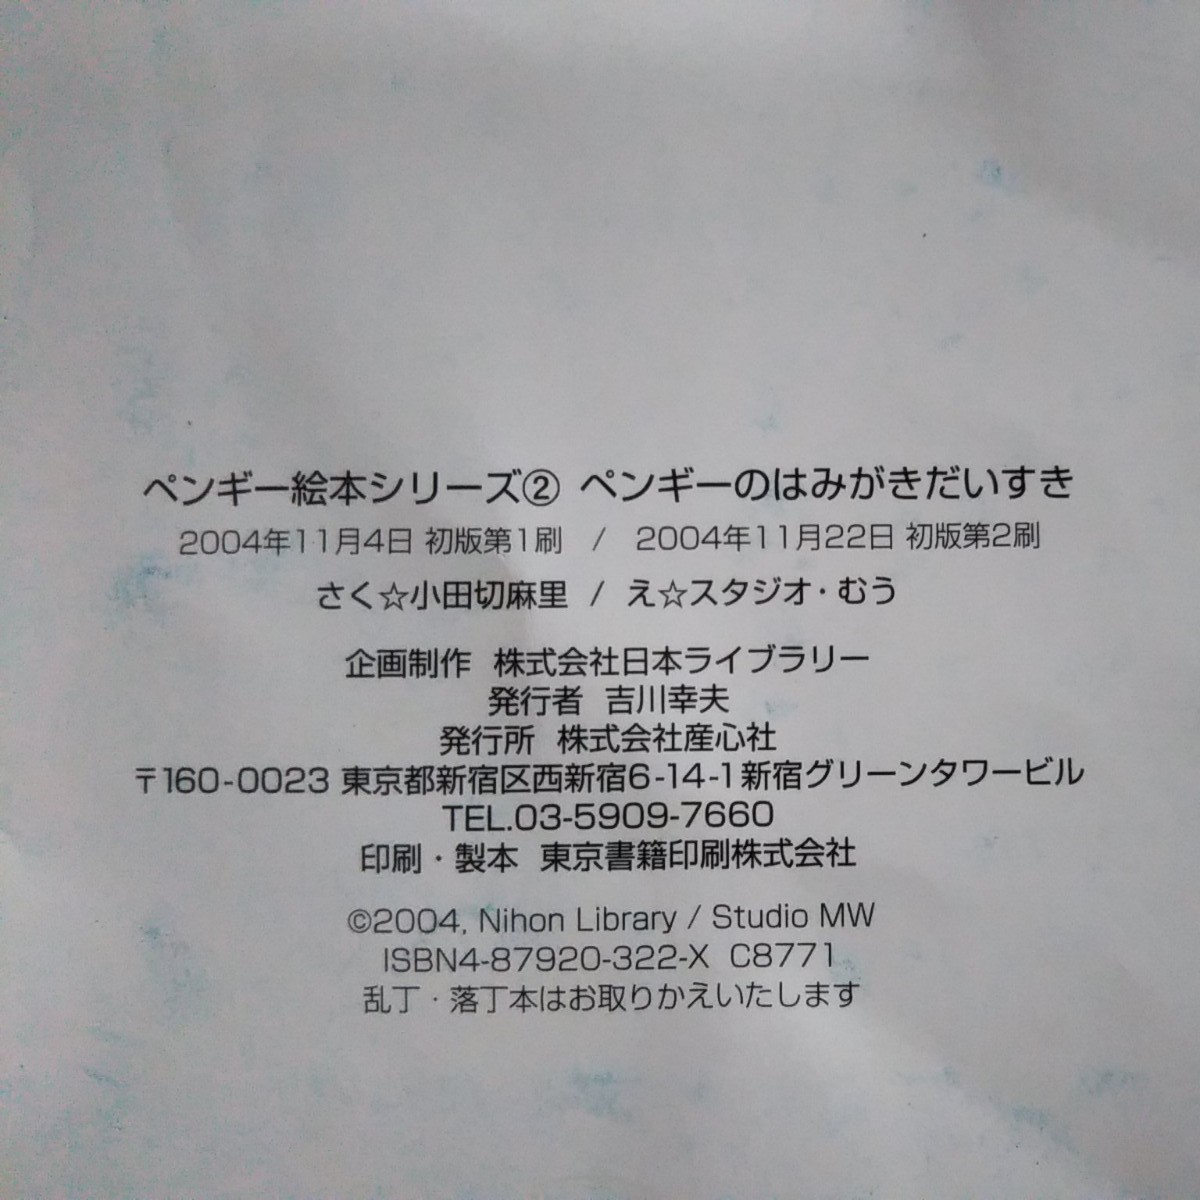 ペンギー絵本シリーズ② ペンギーのはみがきだいすき
2004年11月4日 初版第1刷 / 2004年11月22日 初版第2刷
さく☆小田切麻里 / え☆スタジオ・むう
企画制作 株式会社日本ライブラリー
発行者 吉川幸夫
発行所 株式会社産心社
〒160-0023 東京都新宿区西新宿6-14-1新宿グリーンタワービル
TEL.03-5909-7660
印刷・製本 東京書籍印刷株式会社
©2004, Nihon Library / Studio MW
ISBN4-87920-322-X C8771
乱丁・落丁本はお取りかえいたします